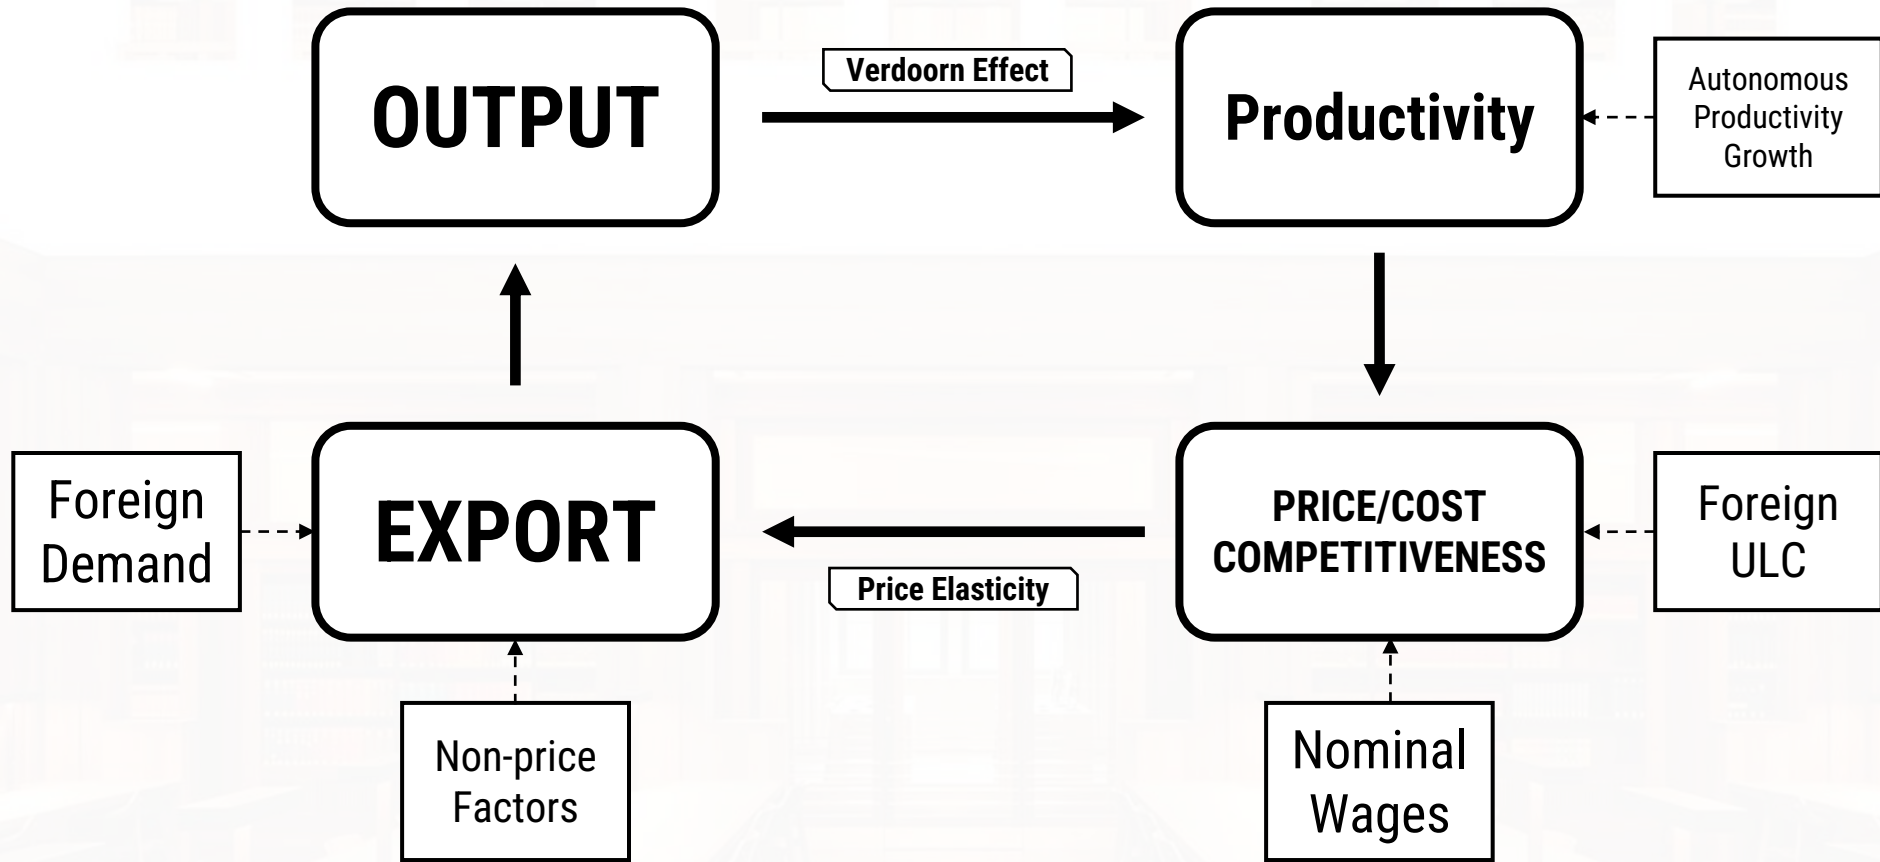 OUTPUT
Verdoorn Effect
Productivity
Autonomous
Productivity
Growth
Foreign
Demand
EXPORT
Price Elasticity
PRICE/COST
COMPETITIVENESS
Foreign
ULC
Non-price
Factors
Nominal
Wages